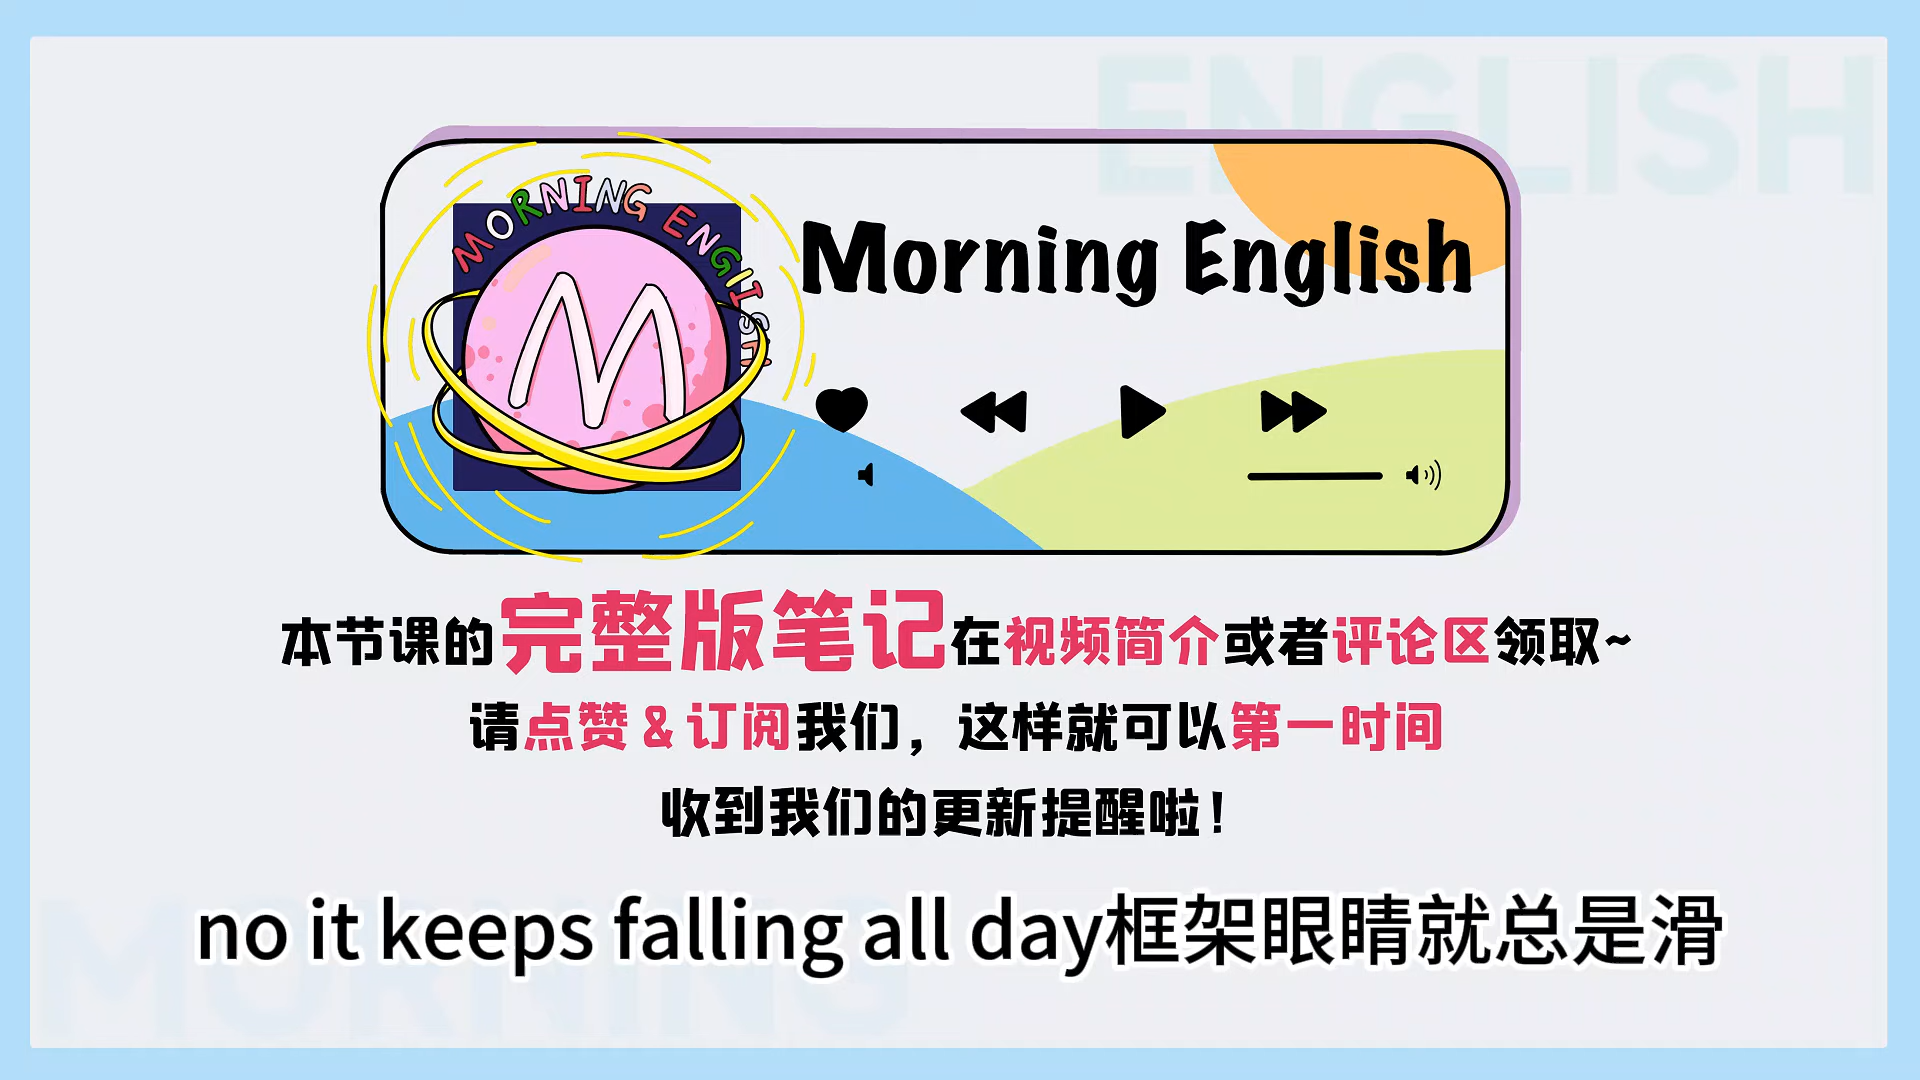 ENGLISH
MORNING ENGLISH
M
Morning English
本节课的完整版笔记在视频简介或者评论区领取~
请点赞&订阅我们，这样就可以第一时间
收到我们的更新提醒啦！
no it keeps falling all day框架眼睛就总是滑
MORNING